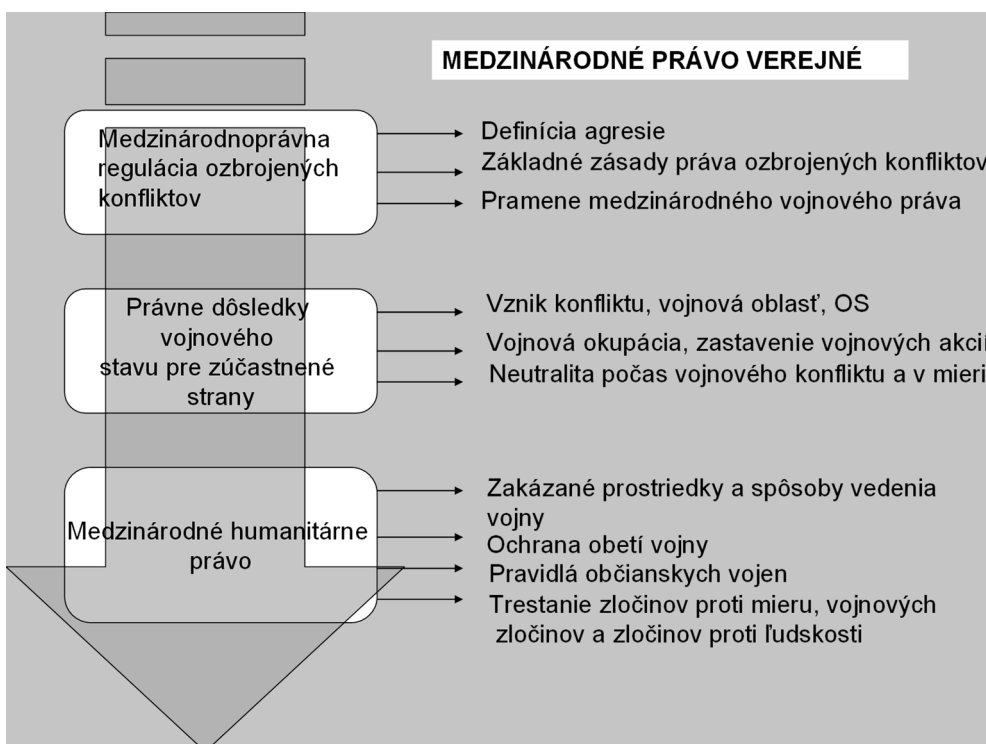 MEDZINÁRODNÉ PRÁVO VEREJNÉ
Medzinárodnoprávna
regulácia ozbrojených
konfliktov
Definícia agresie
Základné zásady práva ozbrojených konfliktov
Pramene medzinárodného vojnového práva
Právne dôsledky
vojnového
stavu pre zúčastnené
strany
Vznik konfliktu, vojnová oblasť, OS
Vojnová okupácia, zastavenie vojnových akcií
Neutralita počas vojnového konfliktu a v mieri
Medzinárodné humanitárne
právo
Zakázané prostriedky a spôsoby vedenia
vojny
Ochrana obetí vojny
Pravidlá občianskych vojen
Trestanie zločinov proti mieru, vojnových
zločinov a zločinov proti ľudskosti